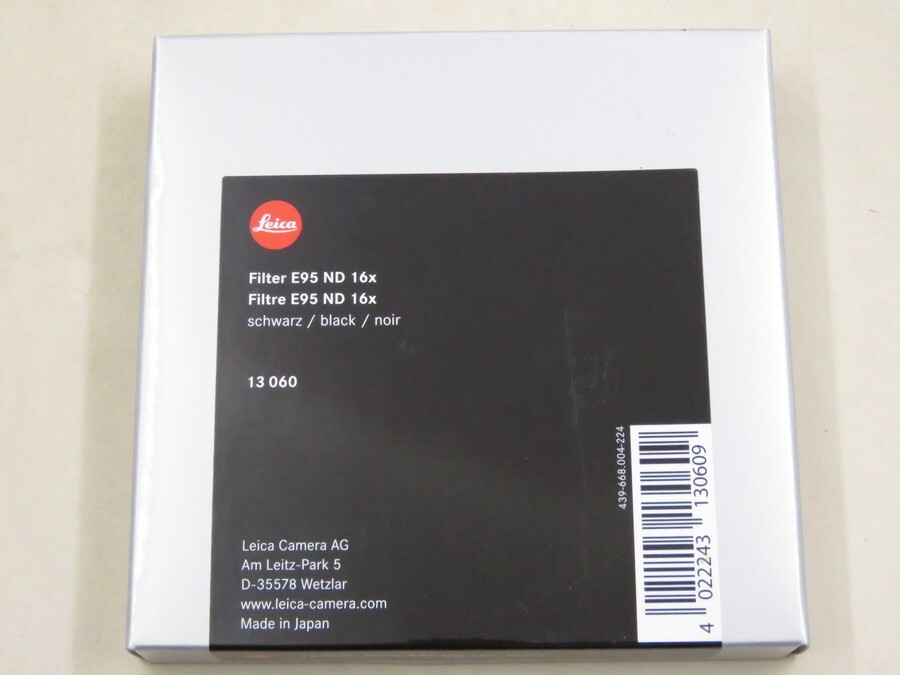 Leica
Filter E95 ND 16x
Filtre E95 ND 16x
schwarz / black / noir
13 060
439-668.004-224
4 022243 130609
Leica Camera AG
Am Leitz-Park 5
D-35578 Wetzlar
www.leica-camera.com
Made in Japan